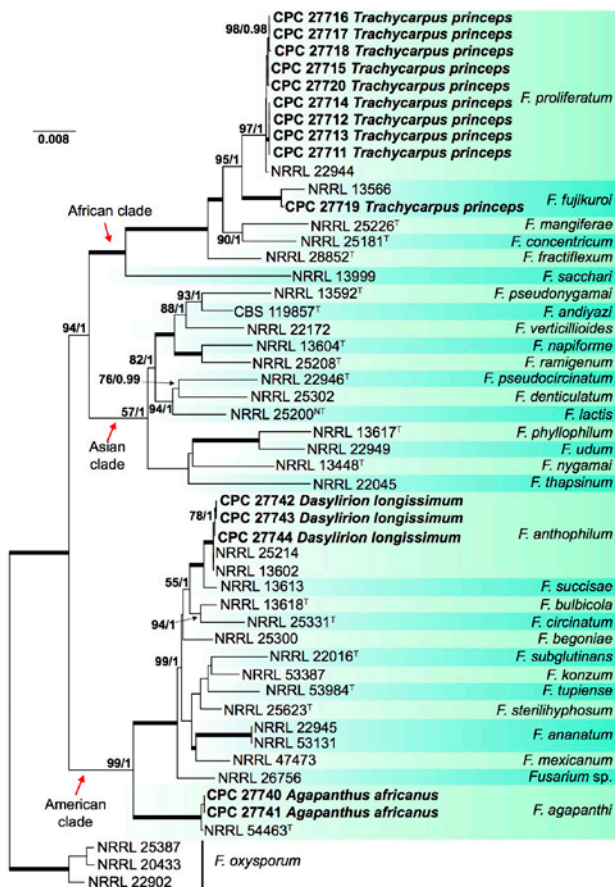 98/0.98
CPC 27716 Trachycarpus princeps
CPC 27717 Trachycarpus princeps
CPC 27718 Trachycarpus princeps
CPC 27715 Trachycarpus princeps
CPC 27720 Trachycarpus princeps
CPC 27714 Trachycarpus princeps
CPC 27712 Trachycarpus princeps
CPC 27713 Trachycarpus princeps
CPC 27711 Trachycarpus princeps
NRRL 22944
F. proliferatum
0.008
97/1
95/1
NRRL 13566
CPC 27719 Trachycarpus princeps
F. fujikuroi
African clade
NRRL 25226ᵀ F. mangiferae
90/1
NRRL 25181ᵀ F. concentricum
NRRL 28852ᵀ F. fractiflexum
NRRL 13999 F. sacchari
94/1
93/1
NRRL 13592ᵀ F. pseudonygamai
88/1
CBS 119857ᵀ F. andiyazi
NRRL 22172 F. verticillioides
82/1
NRRL 13604ᵀ F. napiforme
NRRL 25208ᵀ F. ramigenum
76/0.99
NRRL 22946ᵀ F. pseudocircinatum
NRRL 25302 F. denticulatum
57/1
94/1
NRRL 25200ᴺᵀ F. lactis
Asian
clade
NRRL 13617ᵀ F. phyllophilum
NRRL 22949 F. udum
NRRL 13448ᵀ F. nygamai
NRRL 22045 F. thapsinum
78/1
CPC 27742 Dasylirion longissimum
CPC 27743 Dasylirion longissimum
CPC 27744 Dasylirion longissimum
NRRL 25214
NRRL 13602
F. anthophilum
55/1
NRRL 13613 F. succisae
NRRL 13618ᵀ F. bulbicola
94/1
NRRL 25331ᵀ F. circinatum
NRRL 25300 F. begoniae
99/1
NRRL 22016ᵀ F. subglutinans
NRRL 53387 F. konzum
NRRL 53984ᵀ F. tupiense
NRRL 25623ᵀ F. sterilihyphosum
NRRL 22945
NRRL 53131
F. ananatum
NRRL 47473 F. mexicanum
NRRL 26756 Fusarium sp.
99/1
American
clade
CPC 27740 Agapanthus africanus
CPC 27741 Agapanthus africanus
NRRL 54463ᵀ
F. agapanthi
NRRL 25387
NRRL 20433
NRRL 22902
F. oxysporum